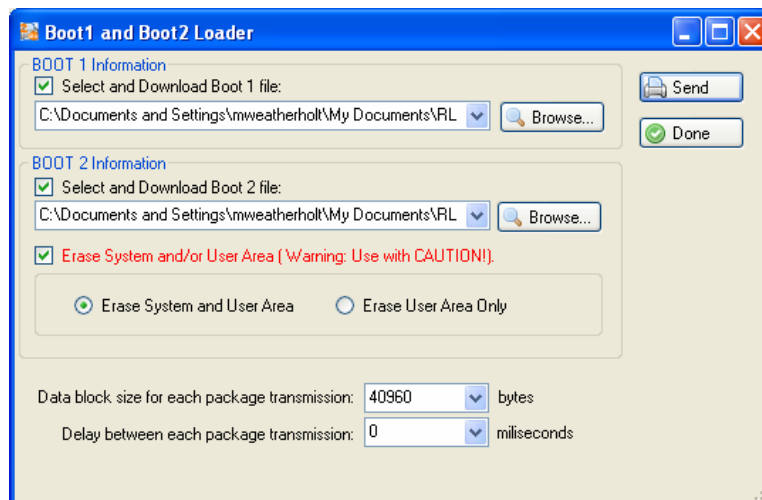 Boot1 and Boot2 Loader
BOOT 1 Information
Select and Download Boot 1 file:
C:\Documents and Settings\mweatherholt\My Documents\RL
Browse...
Send
Done
BOOT 2 Information
Select and Download Boot 2 file:
C:\Documents and Settings\mweatherholt\My Documents\RL
Browse...
Erase System and/or User Area ( Warning: Use with CAUTION!).
Erase System and User Area
Erase User Area Only
Data block size for each package transmission: 40960 bytes
Delay between each package transmission: 0 miliseconds